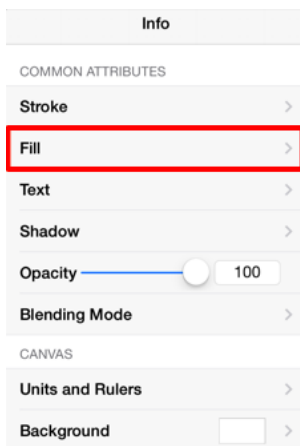 Info
COMMON ATTRIBUTES
Stroke
Fill
Text
Shadow
Opacity 100
Blending Mode
CANVAS
Units and Rulers
Background